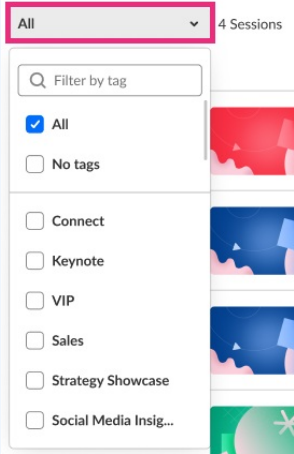 All
4 Sessions
Filter by tag
All
No tags
Connect
Keynote
VIP
Sales
Strategy Showcase
Social Media Insig...